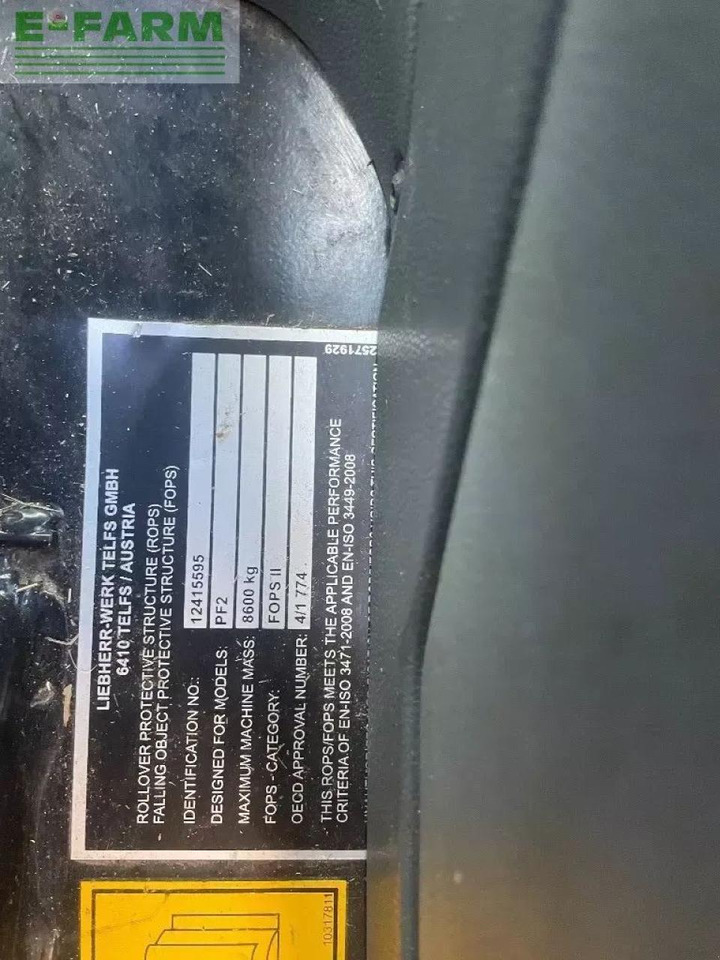 E-FARM
LIEBHERR-WERK TELFS GMBH
6410 TELFS / AUSTRIA
ROLLOVER PROTECTIVE STRUCTURE (ROPS)
FALLING OBJECT PROTECTIVE STRUCTURE (FOPS)
IDENTIFICATION NO.: 12415595
DESIGNED FOR MODELS: PF2
MAXIMUM MACHINE MASS: 8600 kg
FOPS - CATEGORY: FOPS II
OECD APPROVAL NUMBER: 4/1 774
THIS ROPS/FOPS MEETS THE APPLICABLE PERFORMANCE
CRITERIA OF EN-ISO 3471-2008 AND EN-ISO 3449-2008
THIS CERTIFICATION
2571929
10317811